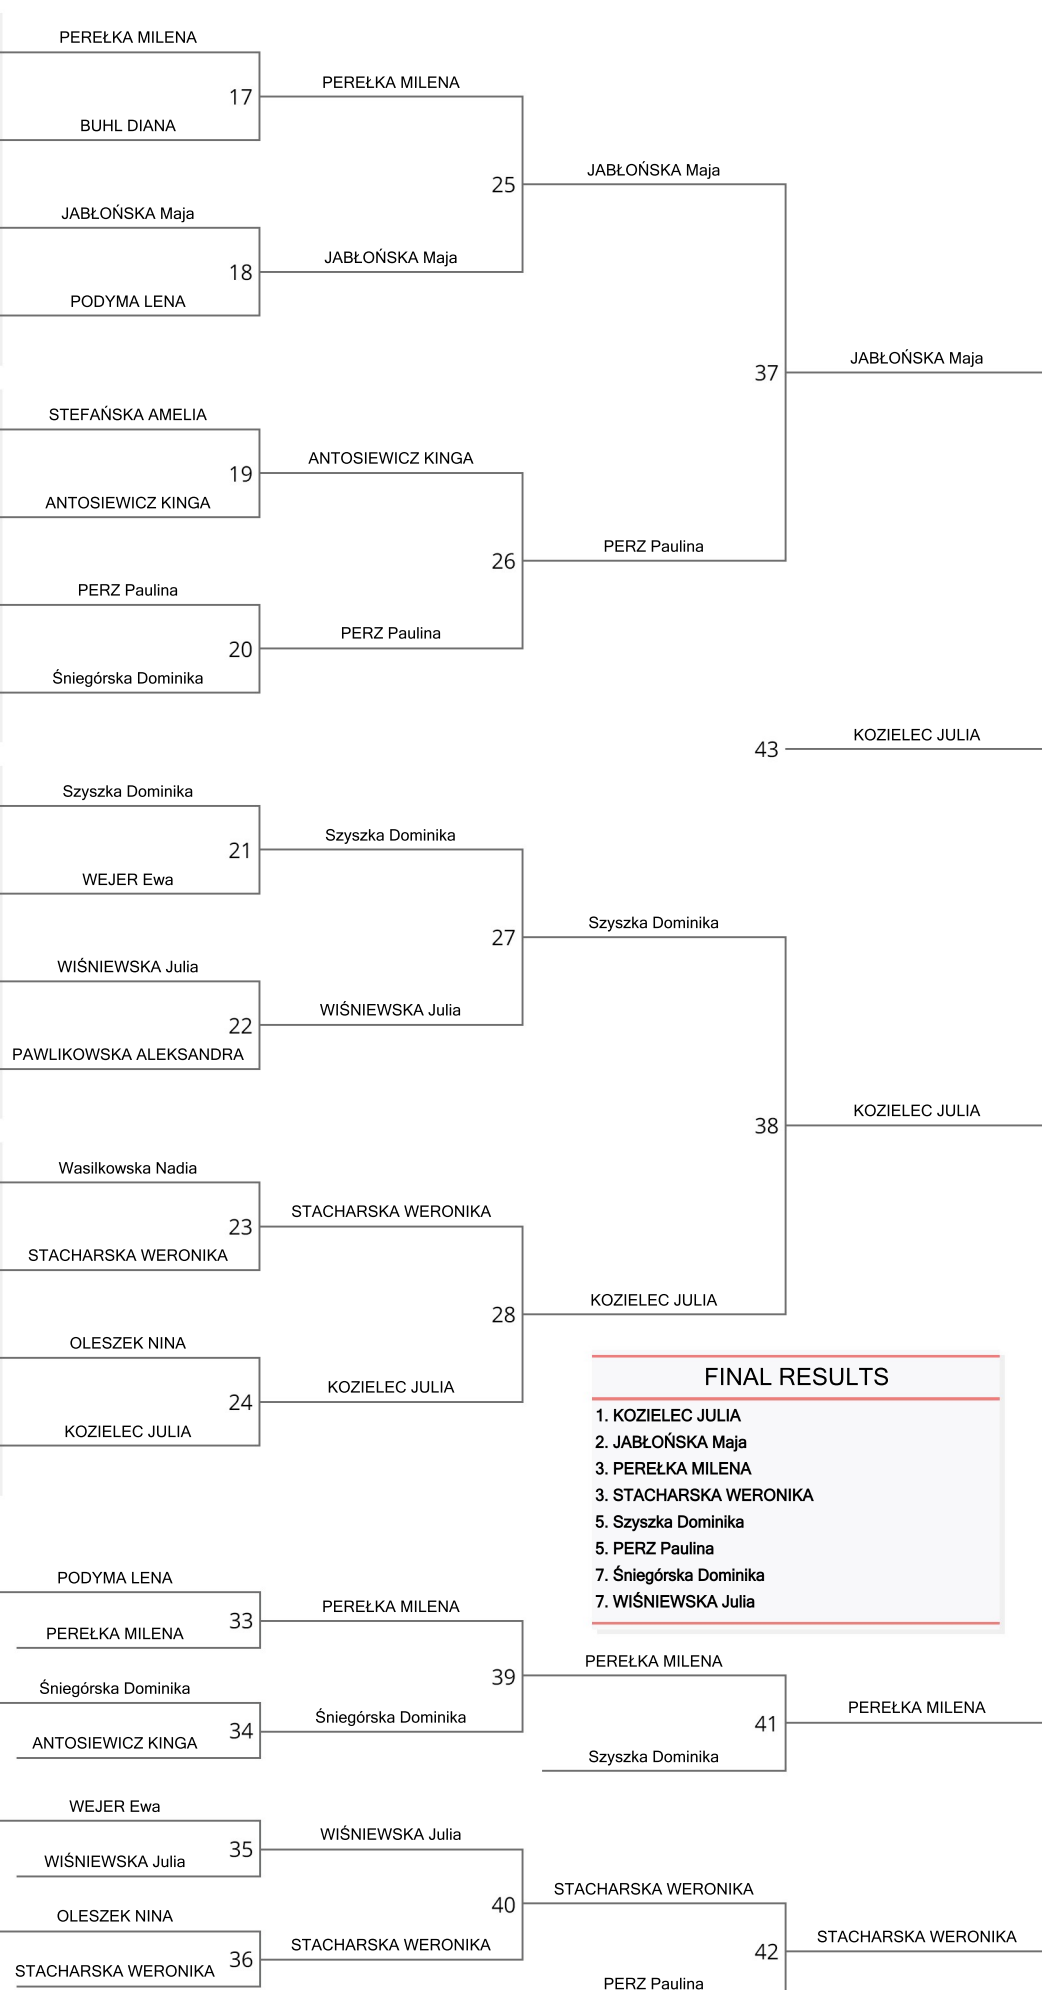 PEREŁKA MILENA
PEREŁKA MILENA
17
BUHL DIANA
JABŁOŃSKA Maja
25
JABŁOŃSKA Maja
JABŁOŃSKA Maja
18
PODYMA LENA
JABŁOŃSKA Maja
37
STEFAŃSKA AMELIA
ANTOSIEWICZ KINGA
19
ANTOSIEWICZ KINGA
PERZ Paulina
26
PERZ Paulina
PERZ Paulina
20
Śniegórska Dominika
KOZIELEC JULIA
43
Szyszka Dominika
Szyszka Dominika
21
WEJER Ewa
Szyszka Dominika
27
WIŚNIEWSKA Julia
WIŚNIEWSKA Julia
22
PAWLIKOWSKA ALEKSANDRA
KOZIELEC JULIA
38
Wasilkowska Nadia
STACHARSKA WERONIKA
23
STACHARSKA WERONIKA
KOZIELEC JULIA
28
OLESZEK NINA
KOZIELEC JULIA
24
KOZIELEC JULIA
FINAL RESULTS
1. KOZIELEC JULIA
2. JABŁOŃSKA Maja
3. PEREŁKA MILENA
3. STACHARSKA WERONIKA
5. Szyszka Dominika
5. PERZ Paulina
7. Śniegórska Dominika
7. WIŚNIEWSKA Julia
PODYMA LENA
PEREŁKA MILENA
33
PEREŁKA MILENA
PEREŁKA MILENA
39
Śniegórska Dominika
PEREŁKA MILENA
Śniegórska Dominika
41
34
ANTOSIEWICZ KINGA
Szyszka Dominika
WEJER Ewa
WIŚNIEWSKA Julia
35
WIŚNIEWSKA Julia
STACHARSKA WERONIKA
40
OLESZEK NINA
STACHARSKA WERONIKA
STACHARSKA WERONIKA
42
36
STACHARSKA WERONIKA
PERZ Paulina